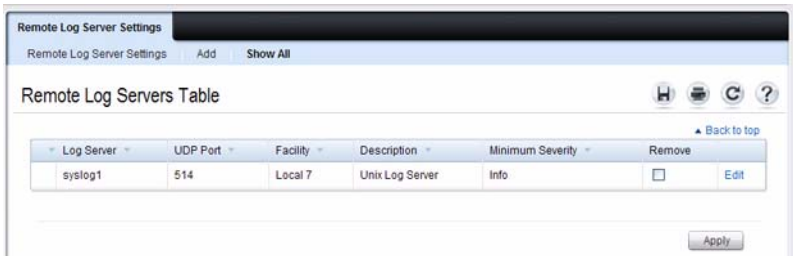 Remote Log Server Settings
Remote Log Server Settings Add Show All
Remote Log Servers Table
?
Back to top
Log Server UDP Port Facility Description Minimum Severity Remove
syslog1 514 Local 7 Unix Log Server Info Edit
Apply